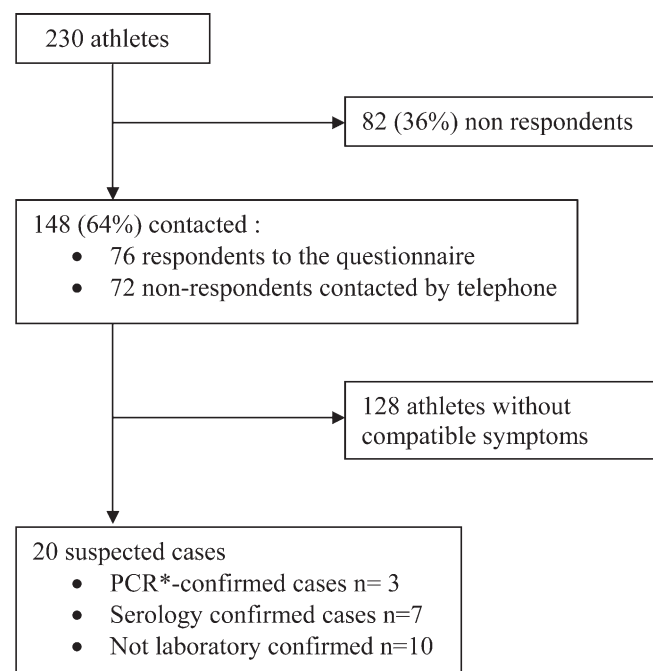 230 athletes
82 (36%) non respondents
148 (64%) contacted :
• 76 respondents to the questionnaire
• 72 non-respondents contacted by telephone
128 athletes without
compatible symptoms
20 suspected cases
• PCR*-confirmed cases n= 3
• Serology confirmed cases n=7
• Not laboratory confirmed n=10